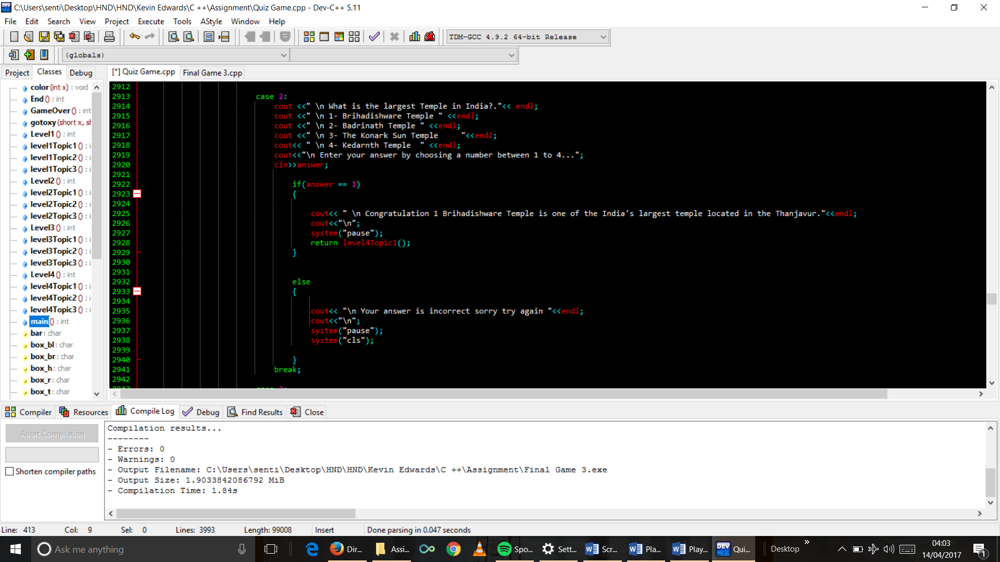 C:\Users\senti\Desktop\HND\HND\Kevin Edwards\C ++\Assignment\Quiz Game.cpp - Dev-C++ 5.11
File Edit Search View Project Execute Tools AStyle Window Help
TDM-GCC 4.9.2 64-bit Release
(globals)
Project Classes Debug
[*] Quiz Game.cpp Final Game 3.cpp
color (int x) : void
End () : int
GameOver () : int
gotoxy (short x, sh
Level1 () : int
level1Topic1 () : i
level1Topic2 () : i
level1Topic3 () : i
Level2 () : int
level2Topic1 () : i
level2Topic2 () : i
level2Topic3 () : i
Level3 () : int
level3Topic1 () : i
level3Topic2 () : i
level3Topic3 () : i
Level4 () : int
level4Topic1 () : i
level4Topic2 () : i
level4Topic3 () : i
main () : int
bar : char
box_bl : char
box_br : char
box_h : char
box_r : char
box_t : char
2912
2913 case 2:
2914 cout <<" \n What is the largest Temple in India?."<< endl;
2915 cout <<" \n 1- Brihadishware Temple " <<endl;
2916 cout <<" \n 2- Badrinath Temple " <<endl;
2917 cout <<" \n 3- The Konark Sun Temple     "<<endl;
2918 cout<< " \n 4- Kedarnth Temple  " <<endl;
2919 cout<<"\n Enter your answer by choosing a number between 1 to 4...";
2920 cin>>answer;
2921
2922 if(answer == 1)
2923 {
2924
2925 cout<< " \n Congratulation 1 Brihadishware Temple is one of the India's largest temple located in the Thanjavur."<<endl;
2926 cout<<"\n";
2927 system("pause");
2928 return level4Topic1();
2929 }
2930
2931
2932 else
2933 {
2934
2935 cout<< "\n Your answer is incorrect sorry try again "<<endl;
2936 cout<<"\n";
2937 system("pause");
2938 system("cls");
2939
2940 }
2941 break;
2942
2943 case 3:
Compiler Resources Compile Log Debug Find Results Close
Abort Compilation
Shorten compiler paths
Compilation results...
--------
- Errors: 0
- Warnings: 0
- Output Filename: C:\Users\senti\Desktop\HND\HND\Kevin Edwards\C ++\Assignment\Final Game 3.exe
- Output Size: 1.9033842086792 MiB
- Compilation Time: 1.84s
Line: 413 Col: 9 Sel: 0 Lines: 3993 Length: 99008 Insert Done parsing in 0.047 seconds
Ask me anything
Dir... Assi... Spo... Sett... Scr... Pla... Play... DEV Qui... Desktop »
04:03
14/04/2017
1